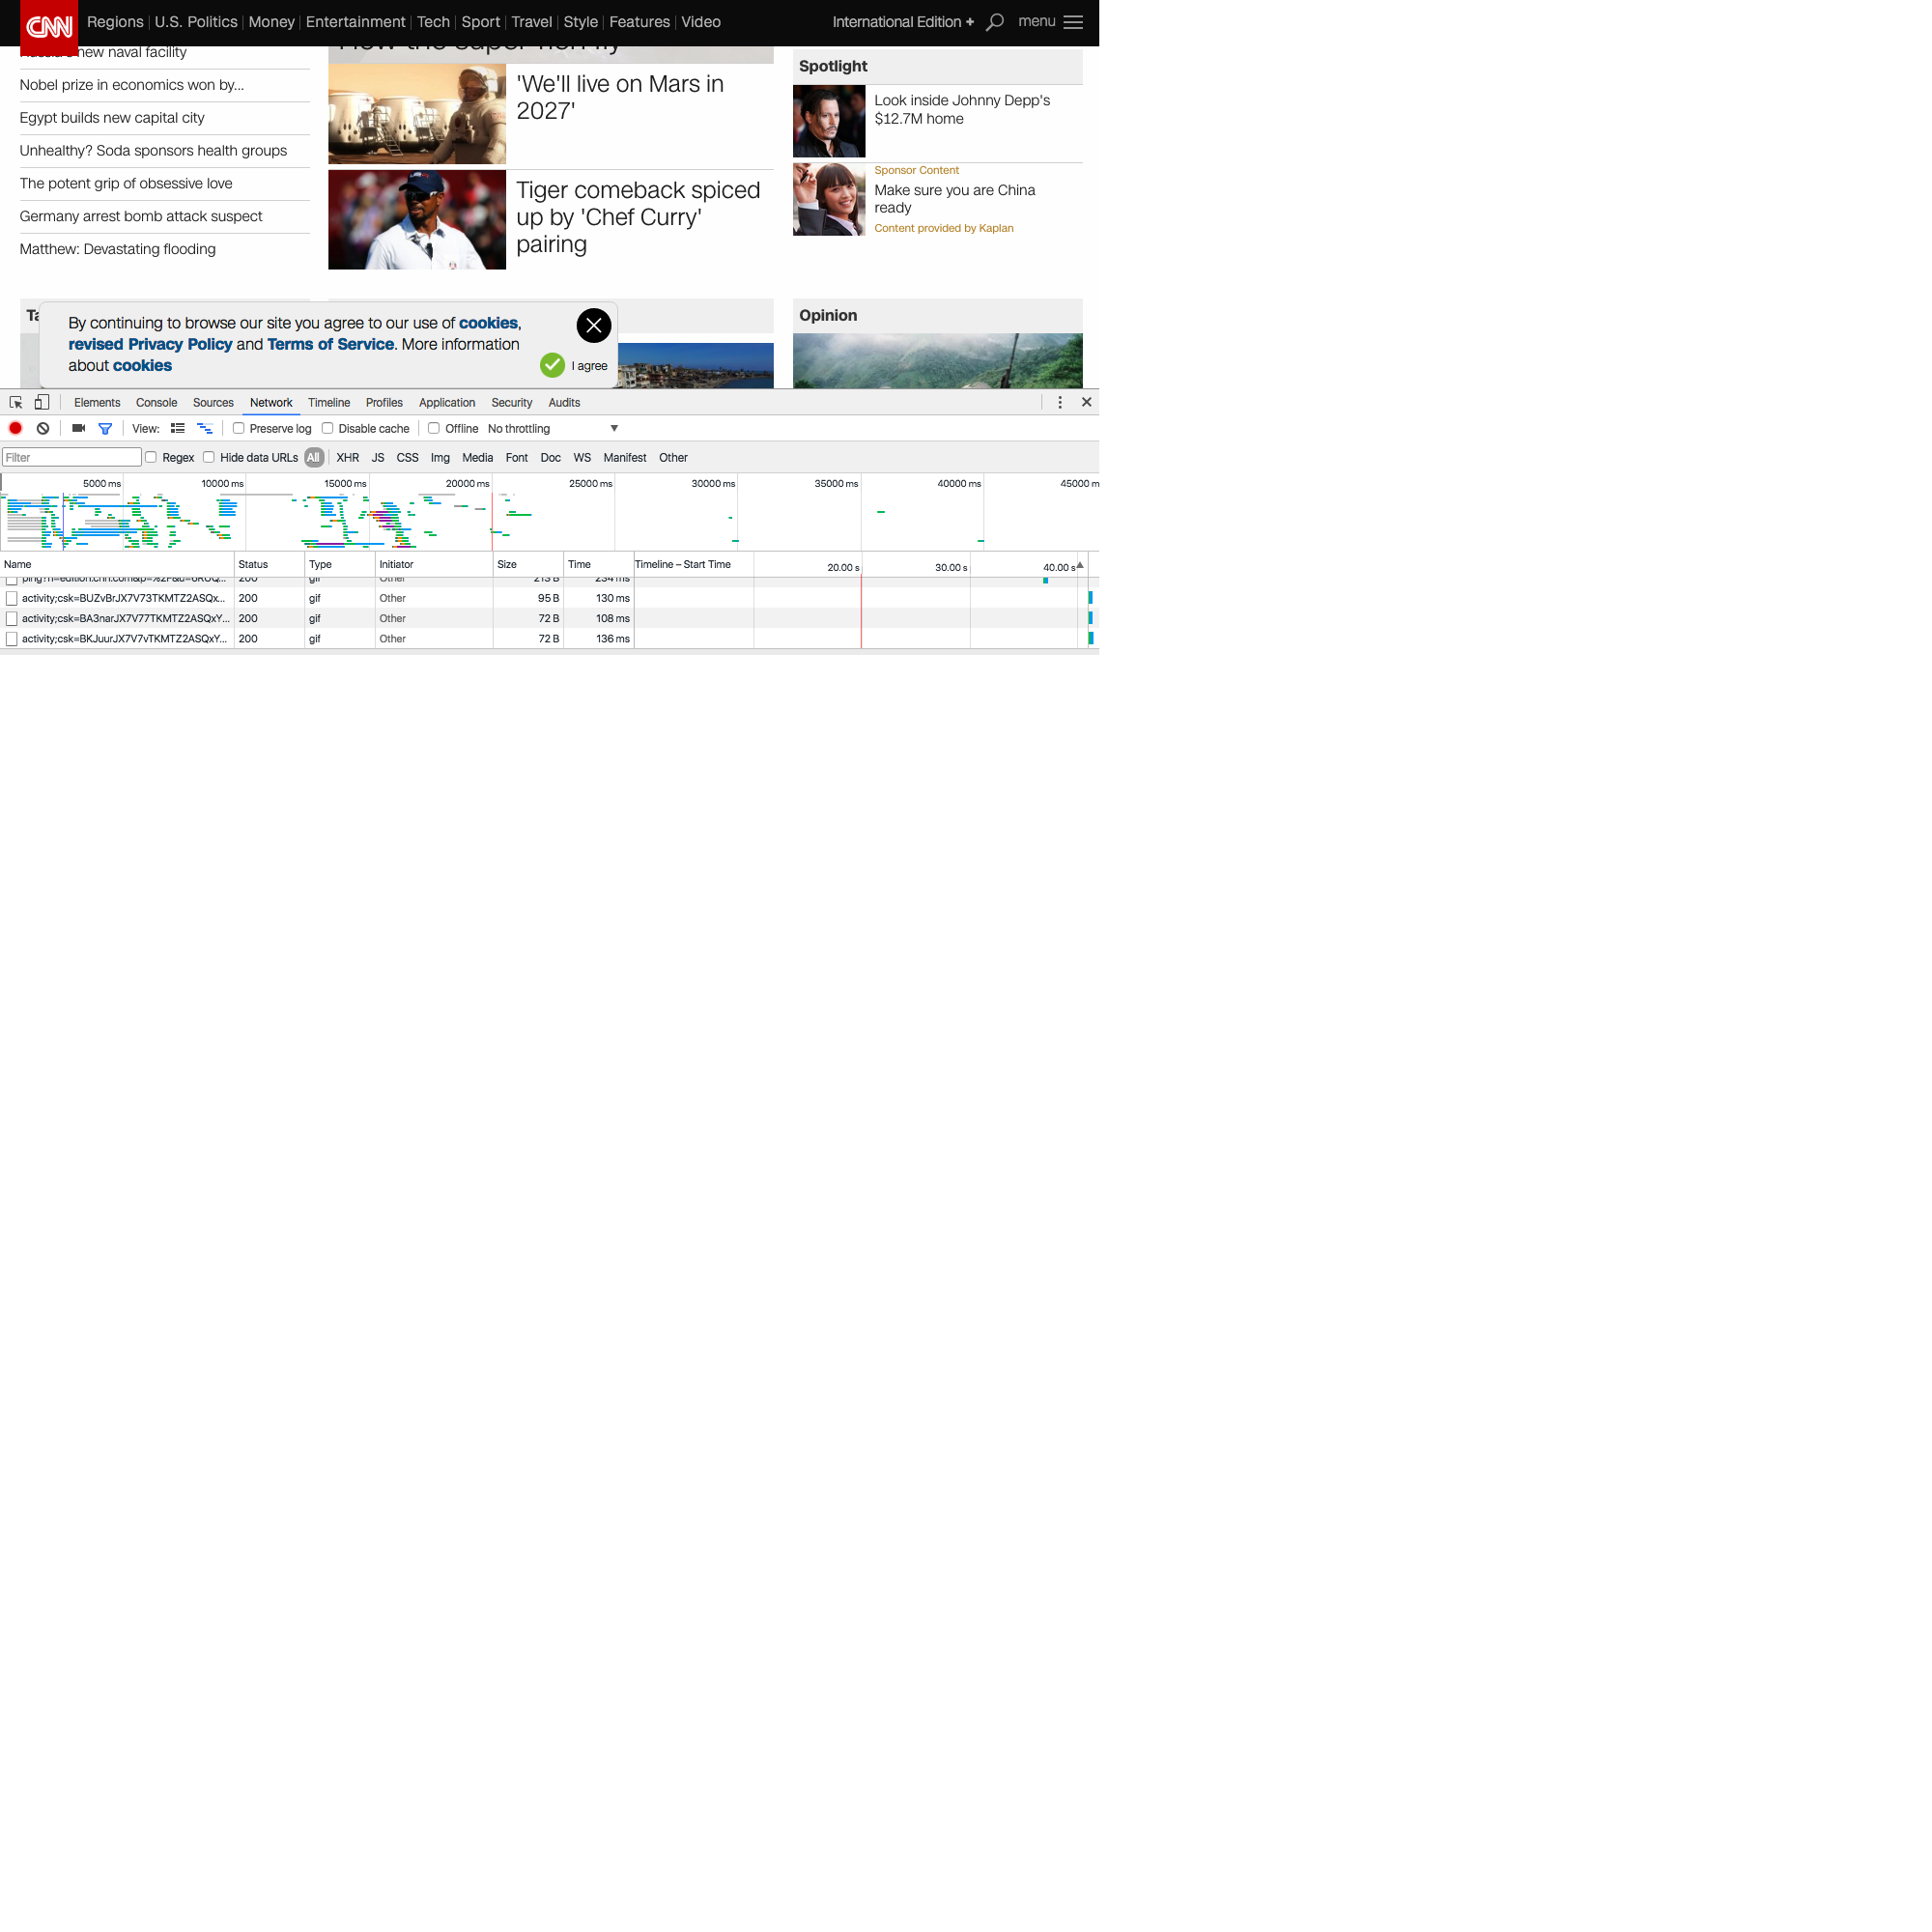 CNN Regions U.S. Politics Money Entertainment Tech Sport Travel Style Features Video International Edition + menu
new naval facility
Nobel prize in economics won by...
Egypt builds new capital city
Unhealthy? Soda sponsors health groups
The potent grip of obsessive love
Germany arrest bomb attack suspect
Matthew: Devastating flooding
How the super-rich fly
'We'll live on Mars in
2027'
Tiger comeback spiced
up by 'Chef Curry'
pairing
Spotlight
Look inside Johnny Depp's
$12.7M home
Sponsor Content
Make sure you are China
ready
Content provided by Kaplan
Opinion
By continuing to browse our site you agree to our use of cookies,
revised Privacy Policy and Terms of Service. More information
about cookies
I agree
Elements Console Sources Network Timeline Profiles Application Security Audits
View: Preserve log Disable cache Offline No throttling
Filter Regex Hide data URLs All XHR JS CSS Img Media Font Doc WS Manifest Other
5000 ms 10000 ms 15000 ms 20000 ms 25000 ms 30000 ms 35000 ms 40000 ms 45000 m
Name Status Type Initiator Size Time Timeline – Start Time 20.00 s 30.00 s 40.00 s
200 gif Other 213 B 234 ms
activity;csk=BUZvBrJX7V73TKMTZ2ASQx... 200 gif Other 95 B 130 ms
activity;csk=BA3narJX7V77TKMTZ2ASQxY... 200 gif Other 72 B 108 ms
activity;csk=BKJuurJX7V7vTKMTZ2ASQxY... 200 gif Other 72 B 136 ms